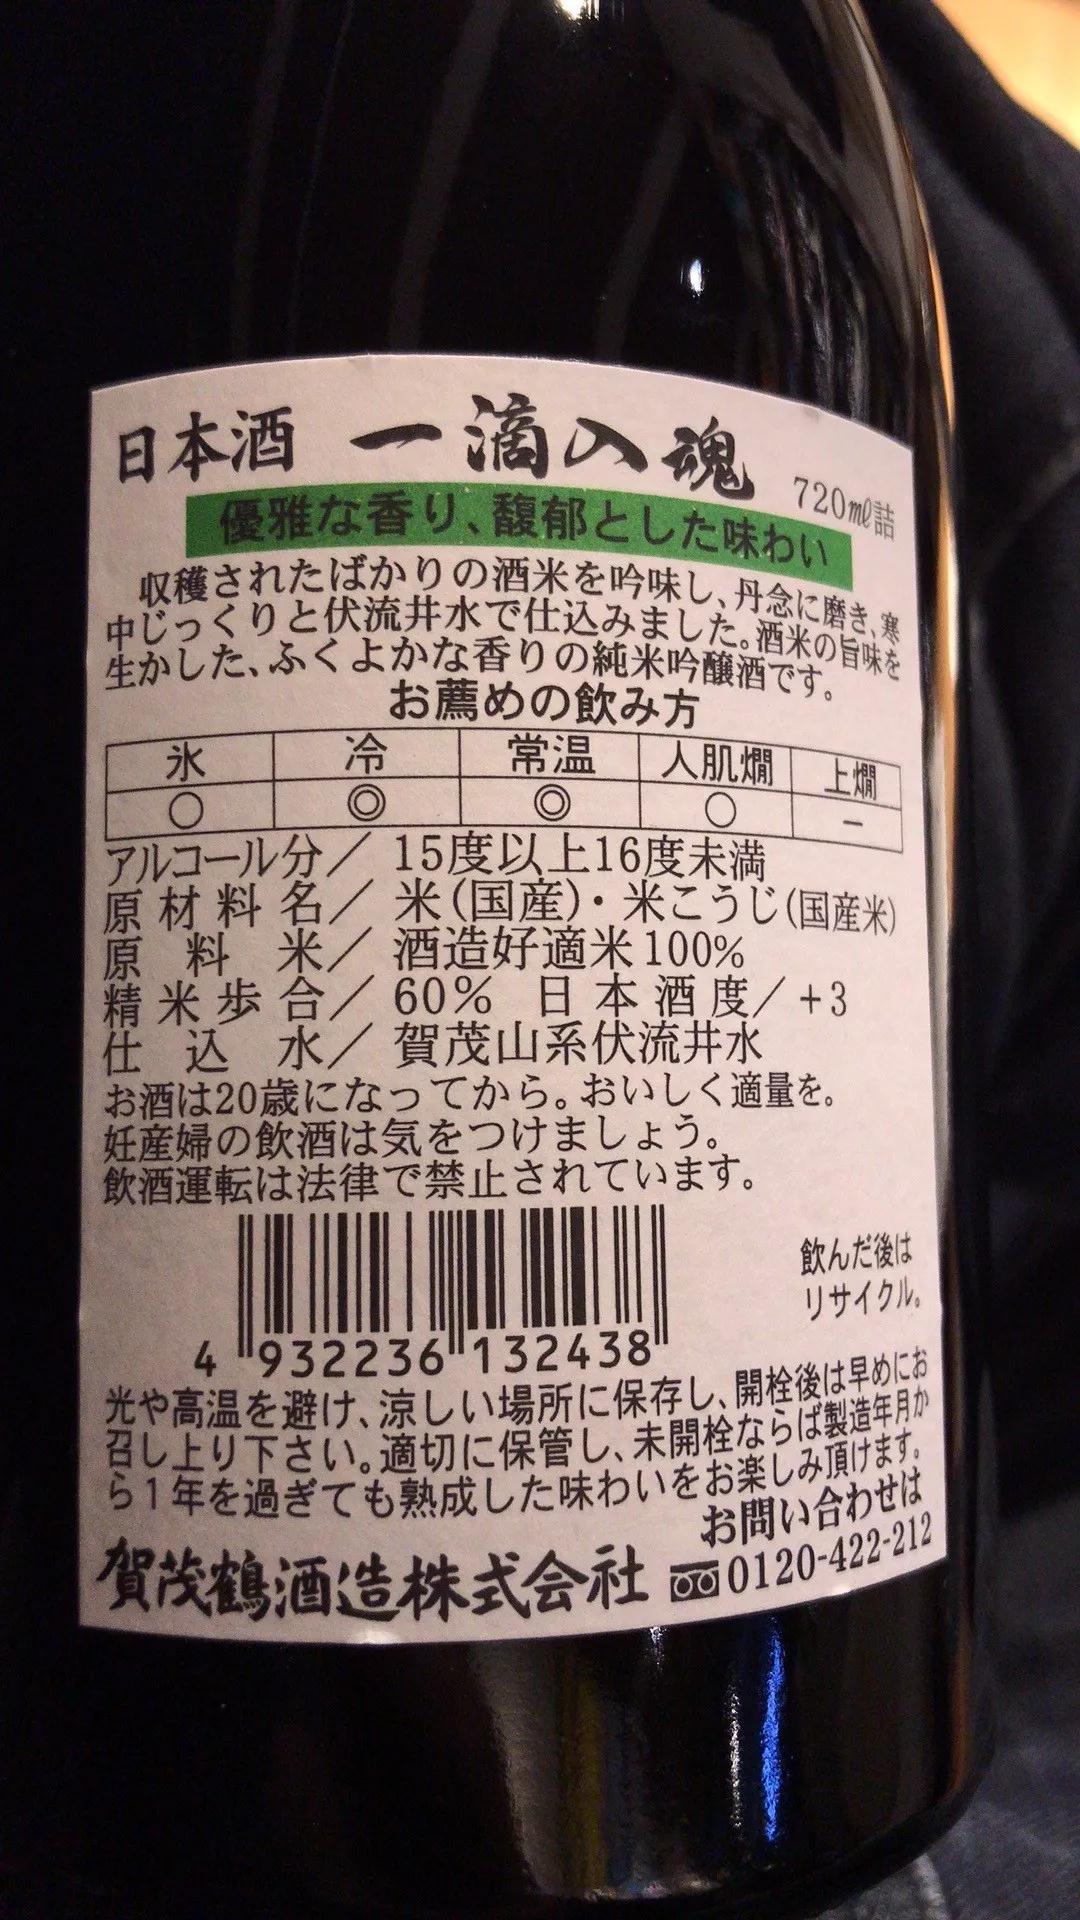 日本酒 一滴入魂 720㎖詰
優雅な香り、馥郁とした味わい
収穫されたばかりの酒米を吟味し、丹念に磨き、寒
中じっくりと伏流井水で仕込みました。酒米の旨味を
生かした、ふくよかな香りの純米吟醸酒です。
お薦めの飲み方
氷 冷 常温 人肌燗 上燗
○ ◎ ◎ ○ −
アルコール分／ 15度以上16度未満
原材料名／ 米(国産)・米こうじ(国産米)
原料米／ 酒造好適米100%
精米歩合／ 60% 日本酒度／+3
仕込水／ 賀茂山系伏流井水
お酒は20歳になってから。おいしく適量を。
妊産婦の飲酒は気をつけましょう。
飲酒運転は法律で禁止されています。
飲んだ後は
リサイクル。
4 932236 132438
光や高温を避け、涼しい場所に保存し、開栓後は早めにお
召し上り下さい。適切に保管し、未開栓ならば製造年月か
ら1年を過ぎても熟成した味わいをお楽しみ頂けます。
お問い合わせは
賀茂鶴酒造株式会社 0120-422-212